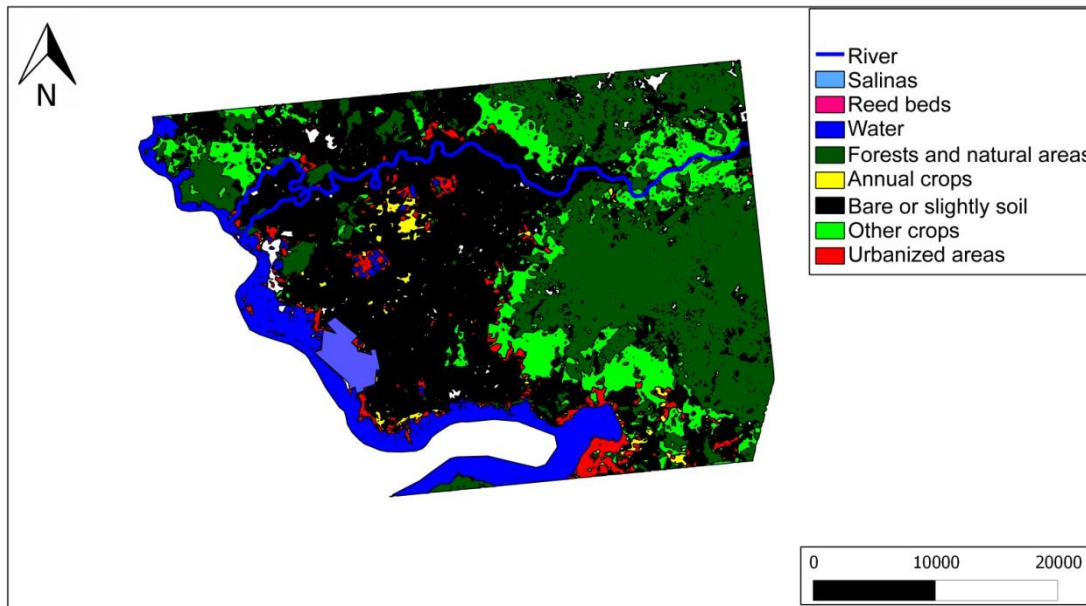 N
River
Salinas
Reed beds
Water
Forests and natural areas
Annual crops
Bare or slightly soil
Other crops
Urbanized areas
0 10000 20000